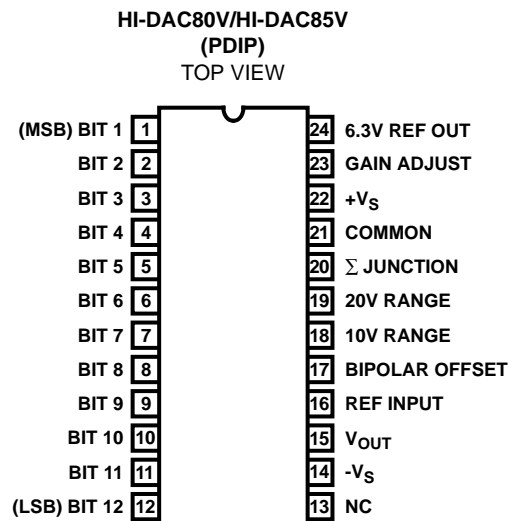 HI-DAC80V/HI-DAC85V
(PDIP)
TOP VIEW
(MSB) BIT 1 1 24 6.3V REF OUT
BIT 2 2 23 GAIN ADJUST
BIT 3 3 22 +VS
BIT 4 4 21 COMMON
BIT 5 5 20 Σ JUNCTION
BIT 6 6 19 20V RANGE
BIT 7 7 18 10V RANGE
BIT 8 8 17 BIPOLAR OFFSET
BIT 9 9 16 REF INPUT
BIT 10 10 15 VOUT
BIT 11 11 14 -VS
(LSB) BIT 12 12 13 NC